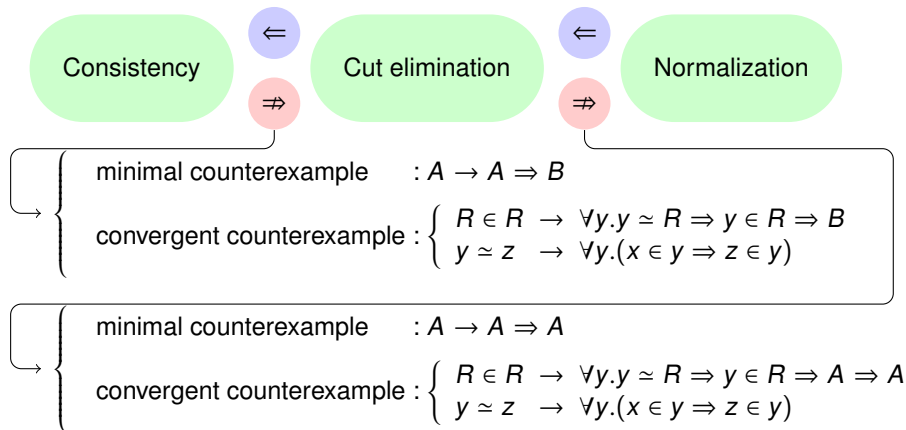 ⇐ ⇐
Consistency Cut elimination Normalization
⇏ ⇏
minimal counterexample : A → A ⇒ B
convergent counterexample : { R ∈ R → ∀y.y ≃ R ⇒ y ∈ R ⇒ B
y ≃ z → ∀y.(x ∈ y ⇒ z ∈ y)
minimal counterexample : A → A ⇒ A
convergent counterexample : { R ∈ R → ∀y.y ≃ R ⇒ y ∈ R ⇒ A ⇒ A
y ≃ z → ∀y.(x ∈ y ⇒ z ∈ y)